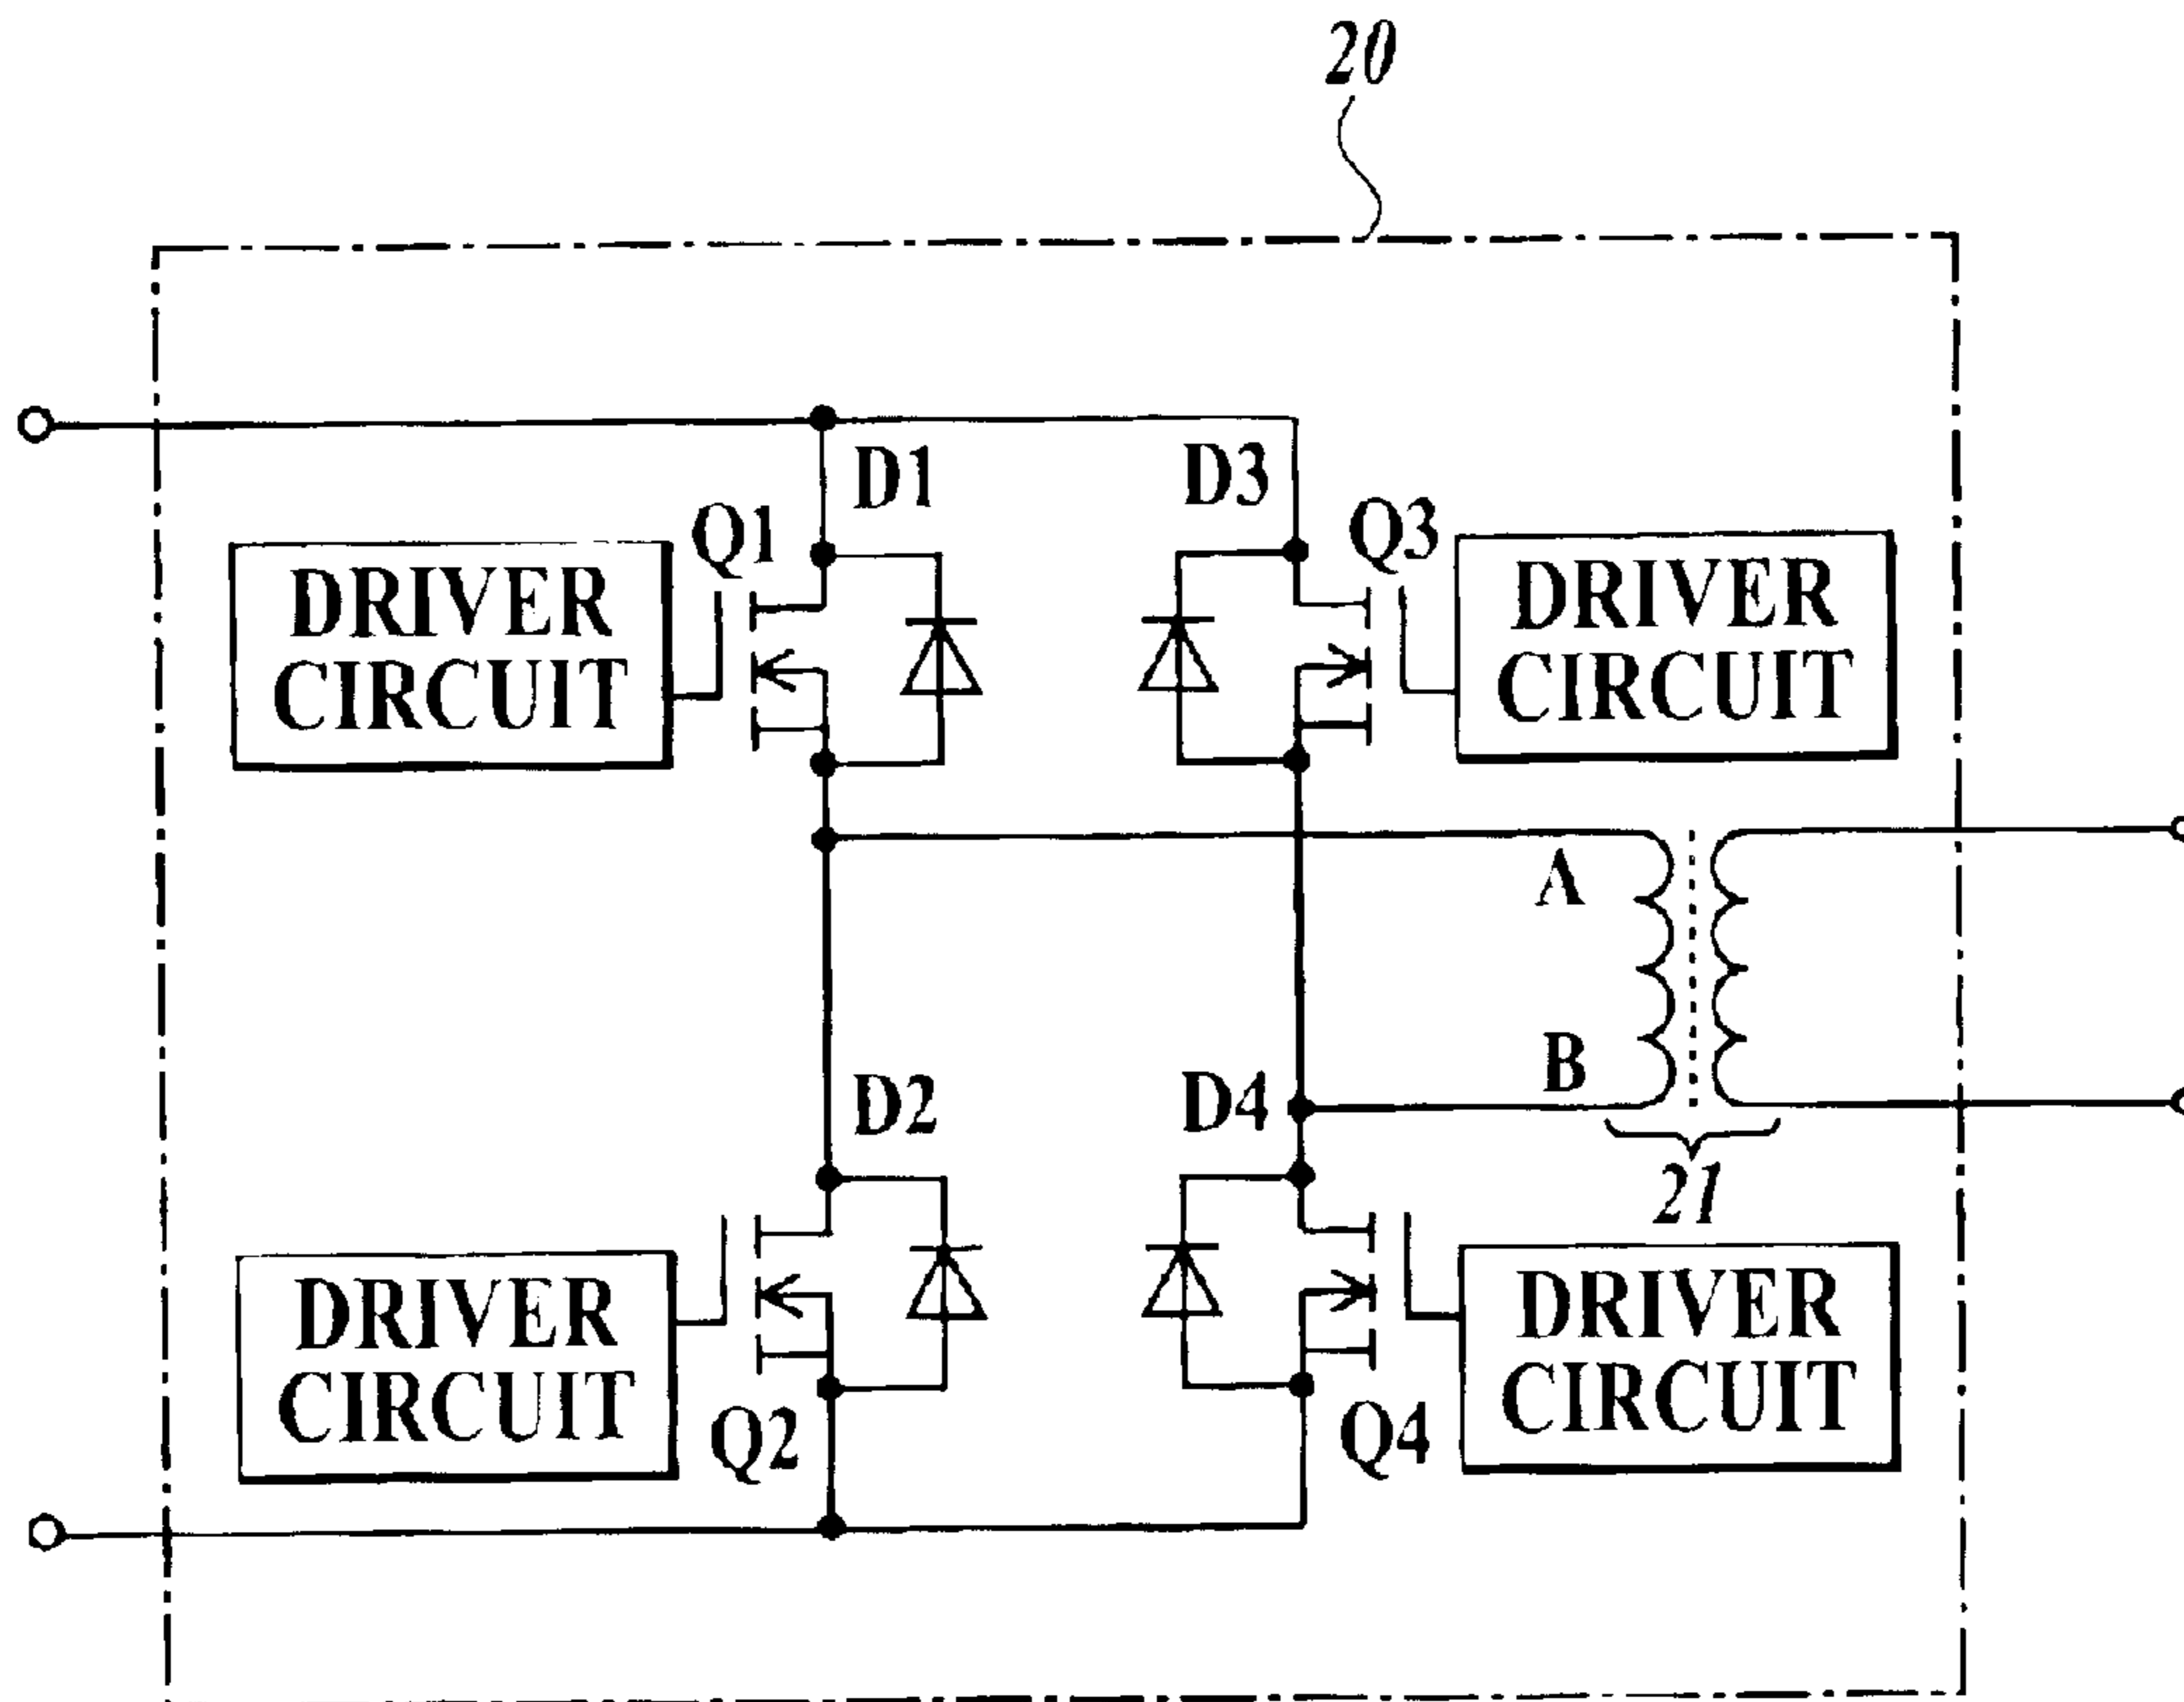 20
D1
D3
Q1
Q3
DRIVER
CIRCUIT
DRIVER
CIRCUIT
A
B
D2
D4
21
DRIVER
CIRCUIT
DRIVER
CIRCUIT
Q2
Q4